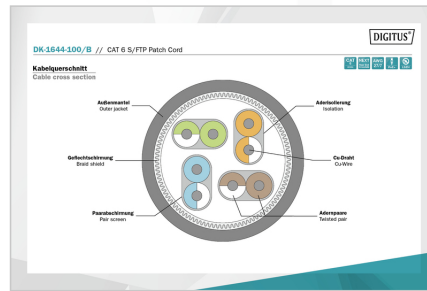 DIGITUS®
DK-1644-100/B // CAT 6 S/FTP Patch Cord
Kabelquerschnitt
Cable cross section
Außenmantel
Outer jacket
Aderisolierung
Isolation
Geflechtschirmung
Braid shield
Cu-Draht
Cu-Wire
Paarabschirmung
Pair screen
Adernpaare
Twisted pair